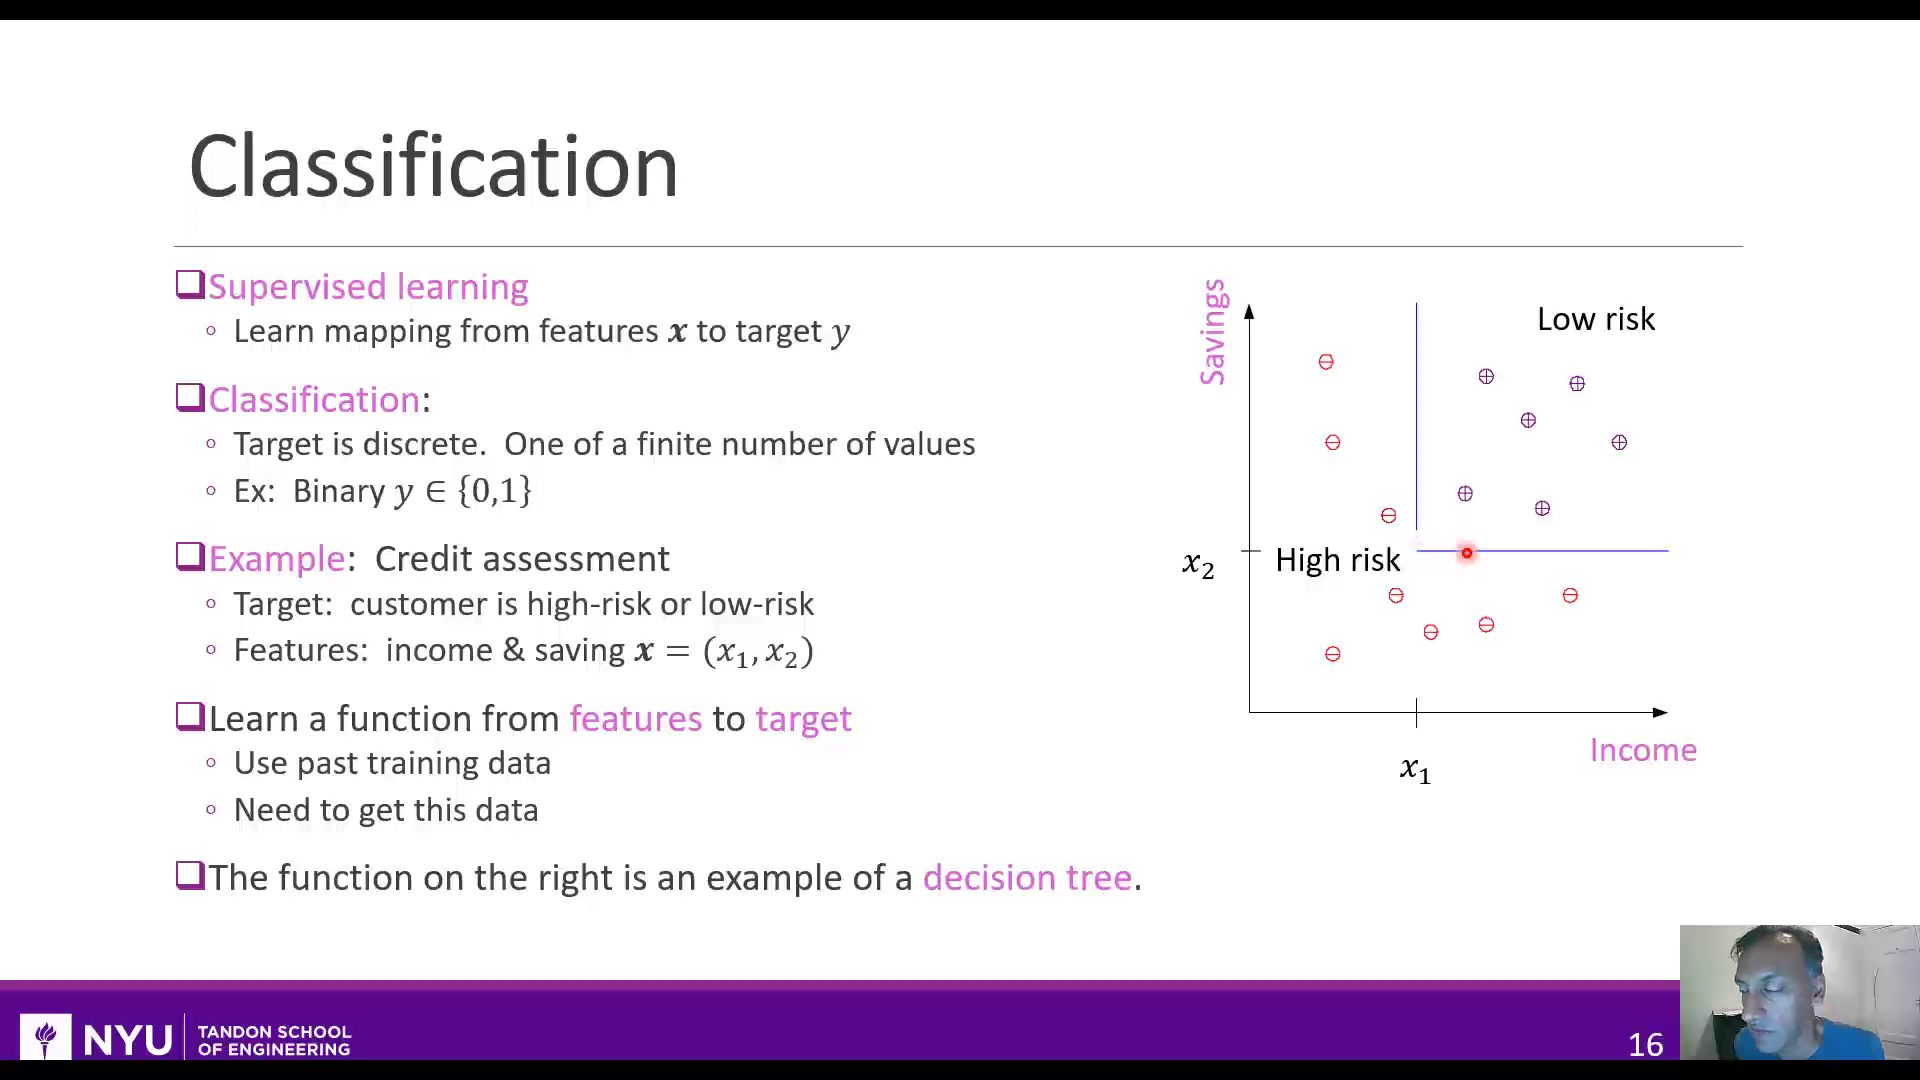 Classification
Supervised learning
Learn mapping from features x to target y
Classification:
Target is discrete. One of a finite number of values
Ex: Binary y ∈ {0,1}
Example: Credit assessment
Target: customer is high-risk or low-risk
Features: income & saving x = (x₁, x₂)
Learn a function from features to target
Use past training data
Need to get this data
The function on the right is an example of a decision tree.
Savings
Low risk
High risk
x₂
Income
x₁
NYU
TANDON SCHOOL
OF ENGINEERING
16